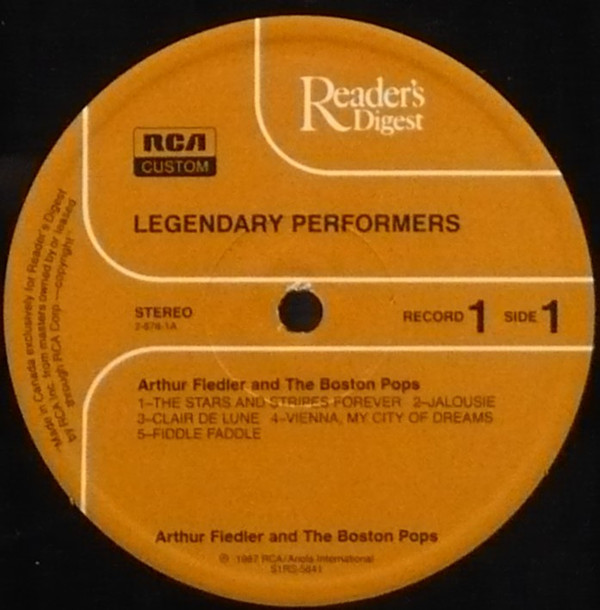 Reader's
Digest
RCA
CUSTOM
LEGENDARY PERFORMERS
STEREO
2-678-1A
RECORD 1 SIDE 1
Made in Canada exclusively for Reader's Digest
by RCA Inc. from masters owned by or leased
through RCA Corp.—copyright
Arthur Fiedler and The Boston Pops
1–THE STARS AND STRIPES FOREVER 2–JALOUSIE
3–CLAIR DE LUNE 4–VIENNA, MY CITY OF DREAMS
5–FIDDLE FADDLE
Arthur Fiedler and The Boston Pops
℗ 1987 RCA/Ariola International
S1RS-5641